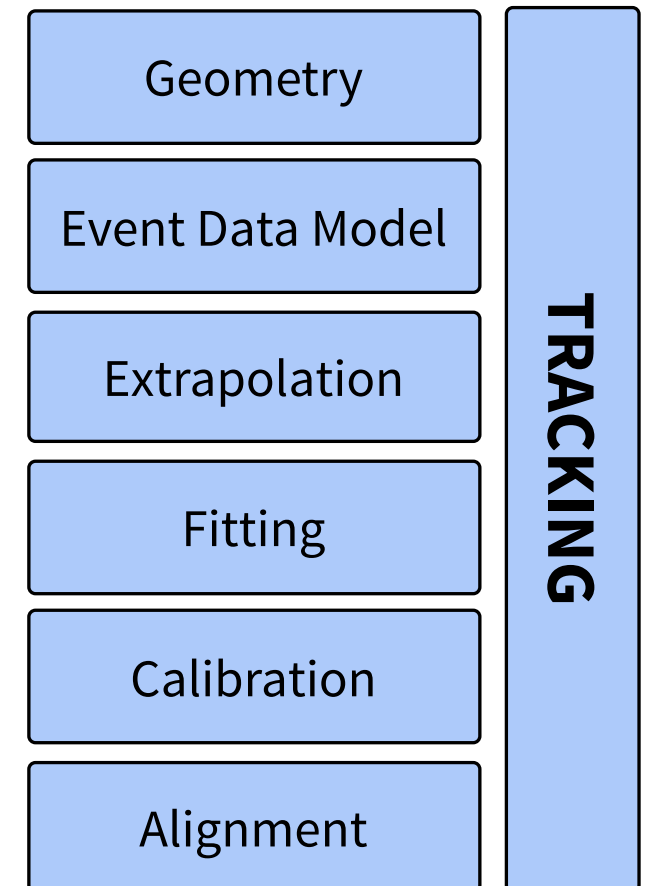 Geometry
Event Data Model
Extrapolation
Fitting
Calibration
Alignment
TRACKING